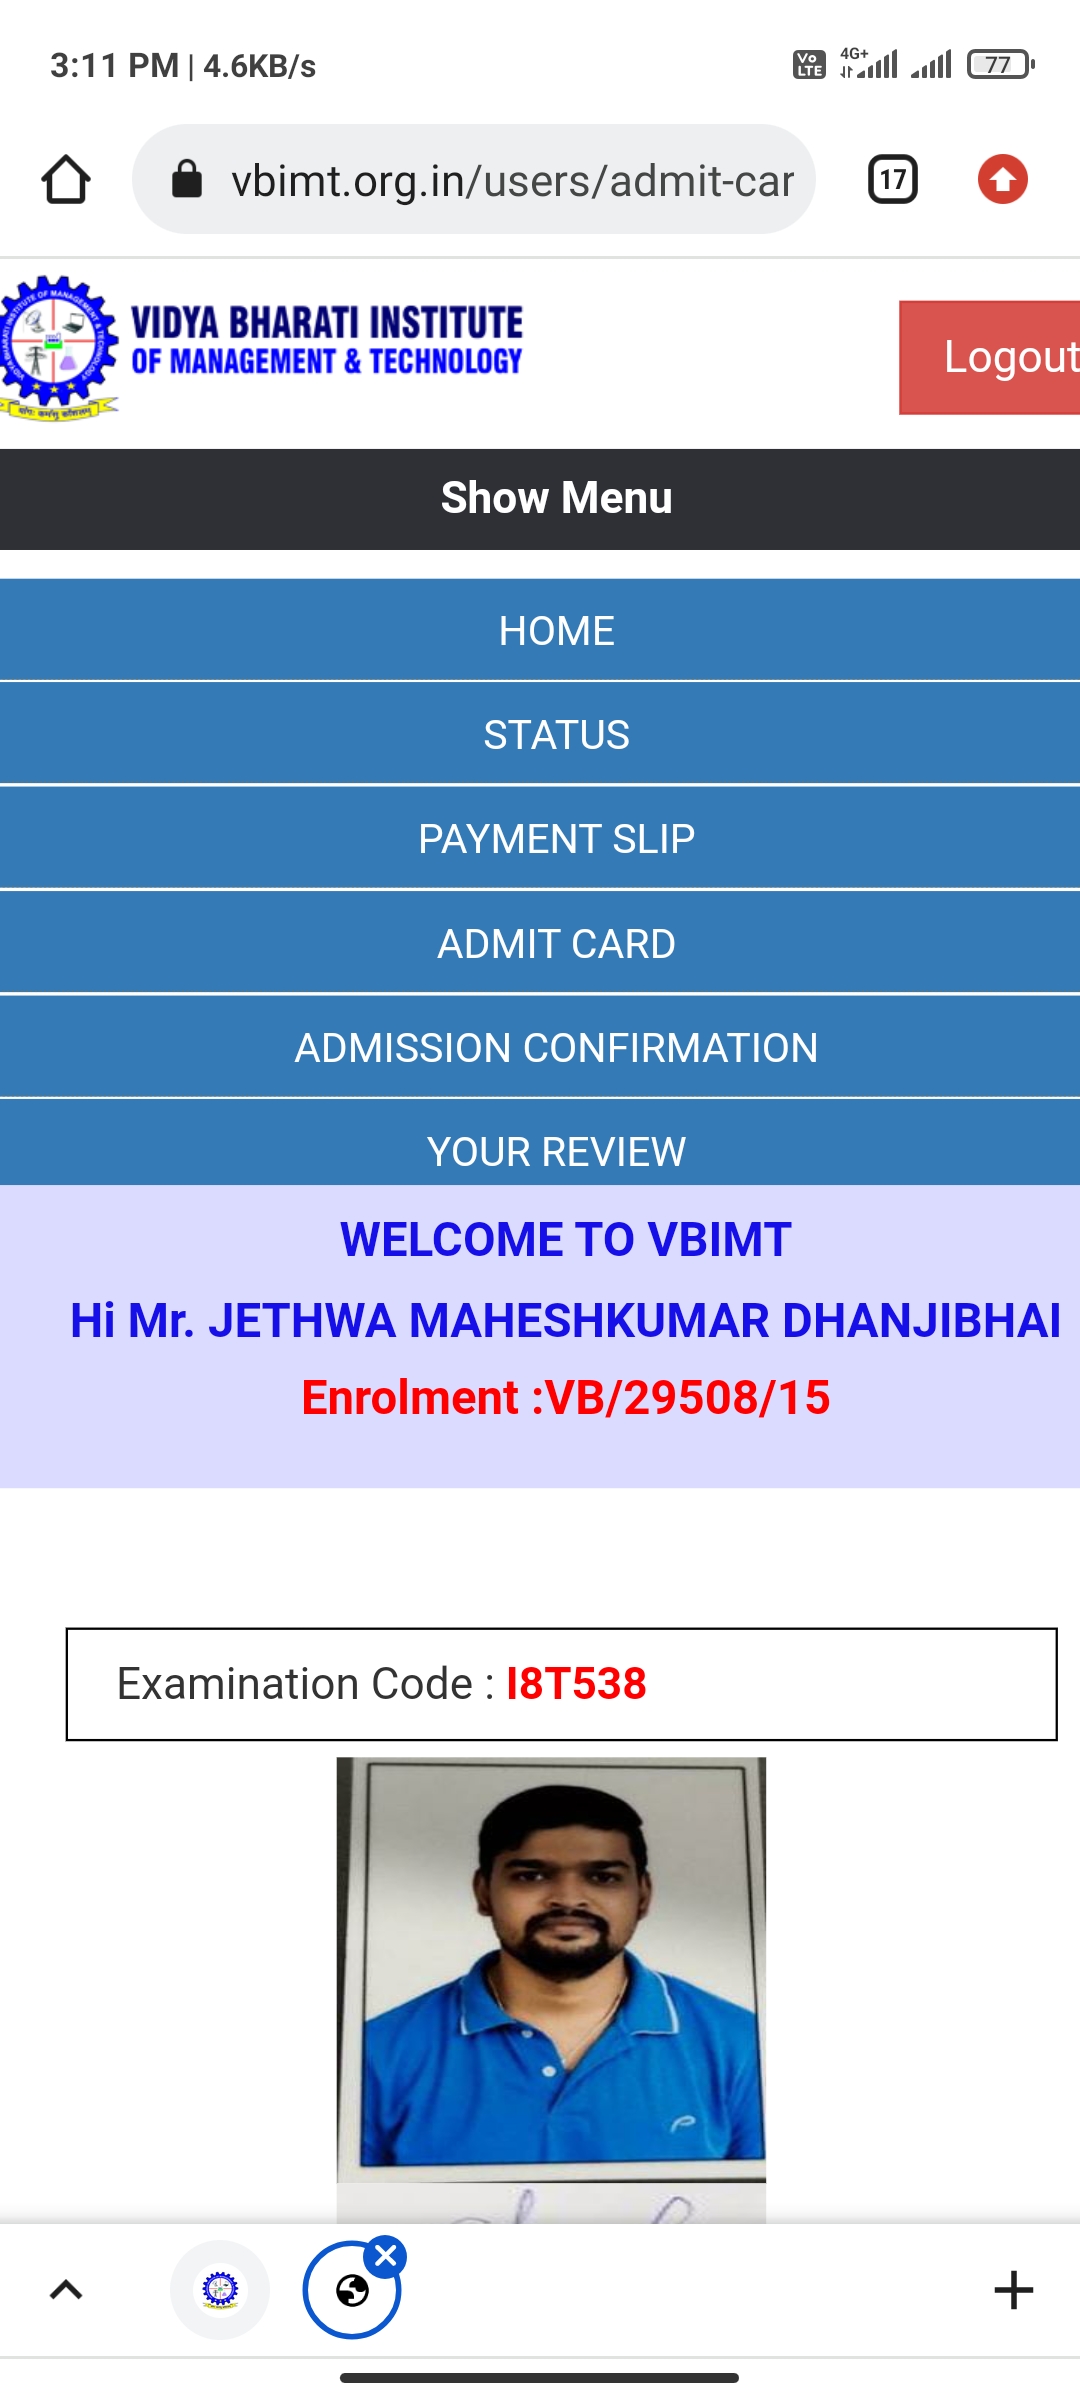 3:11 PM | 4.6KB/s
Vo LTE 4G+ 77
vbimt.org.in/users/admit-car
17
VIDYA BHARATI INSTITUTE
OF MANAGEMENT & TECHNOLOGY
Logout
Show Menu
HOME
STATUS
PAYMENT SLIP
ADMIT CARD
ADMISSION CONFIRMATION
YOUR REVIEW
WELCOME TO VBIMT
Hi Mr. JETHWA MAHESHKUMAR DHANJIBHAI
Enrolment :VB/29508/15
Examination Code : I8T538